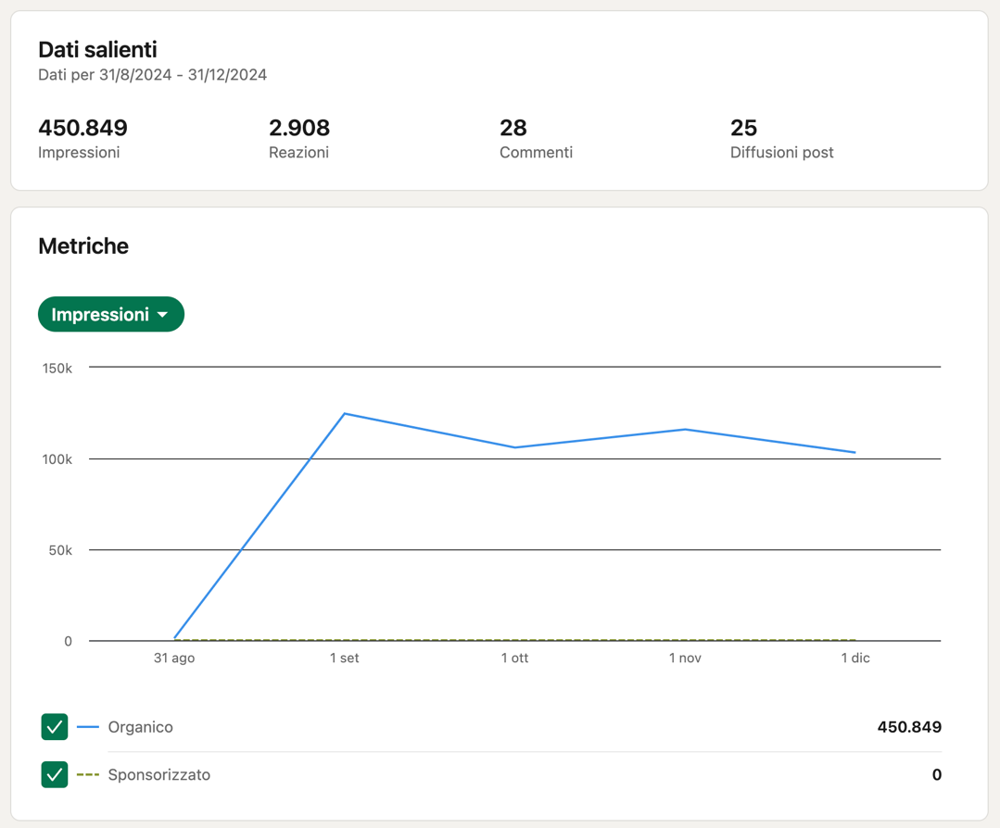 Dati salienti
Dati per 31/8/2024 - 31/12/2024
450.849
2.908
28
25
Impressioni
Reazioni
Commenti
Diffusioni post
Metriche
Impressioni
150k
100k
50k
0
31 ago
1 set
1 ott
1 nov
1 dic
Organico
450.849
Sponsorizzato
0